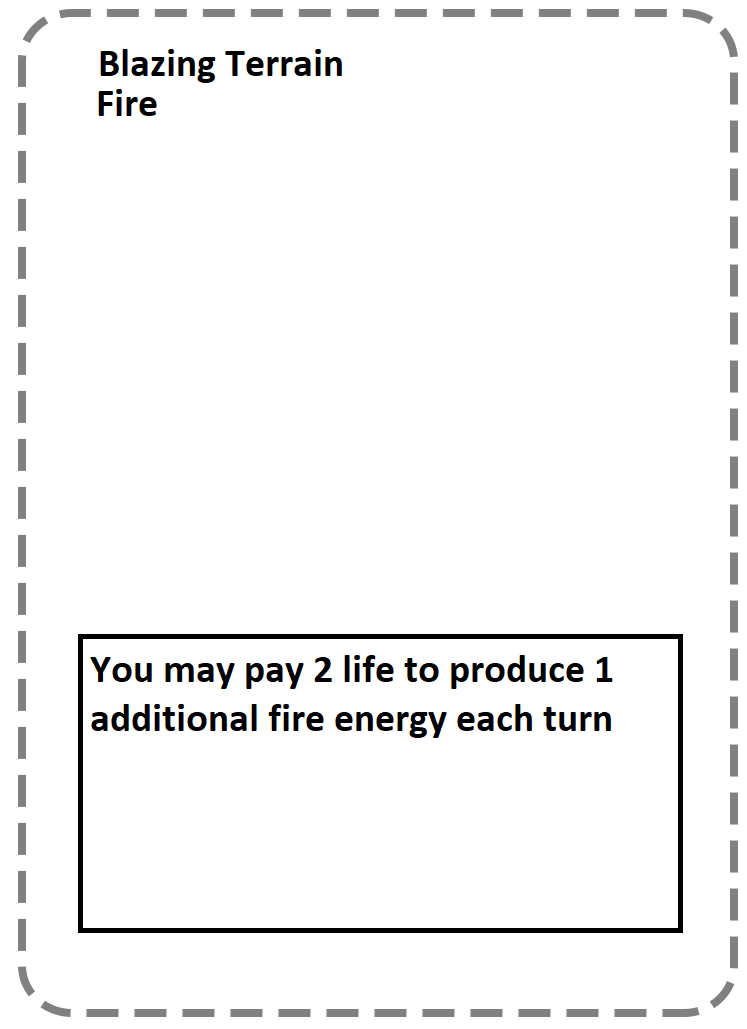 Blazing Terrain
Fire
You may pay 2 life to produce 1
additional fire energy each turn